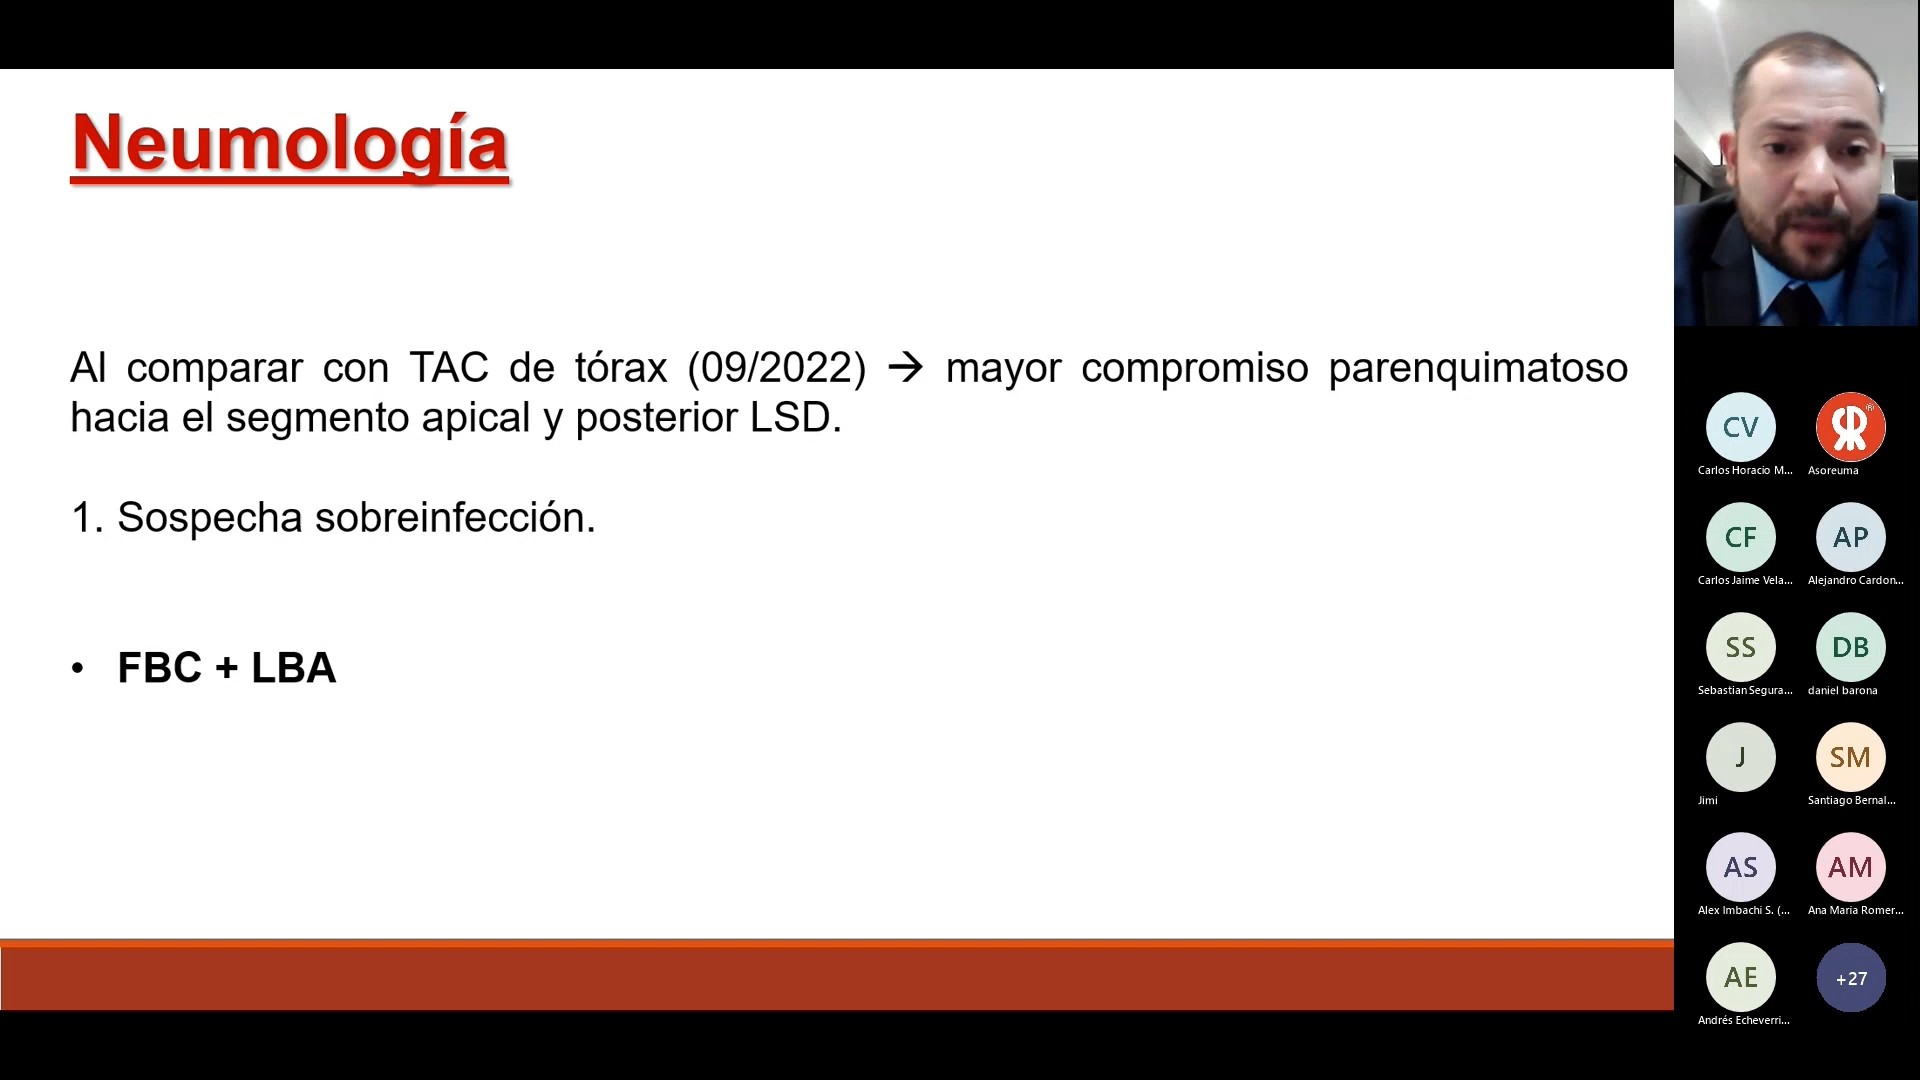 Neumología
Al comparar con TAC de tórax (09/2022) → mayor compromiso parenquimatoso
hacia el segmento apical y posterior LSD.
1. Sospecha sobreinfección.
• FBC + LBA
CV
Carlos Horacio M...
®
Asoreuma
CF
Carlos Jaime Vela...
AP
Alejandro Cardon...
SS
Sebastian Segura...
DB
daniel barona
J
Jimi
SM
Santiago Bernal...
AS
Alex Imbachi S. (...
AM
Ana Maria Romer...
AE
Andrés Echeverri...
+27